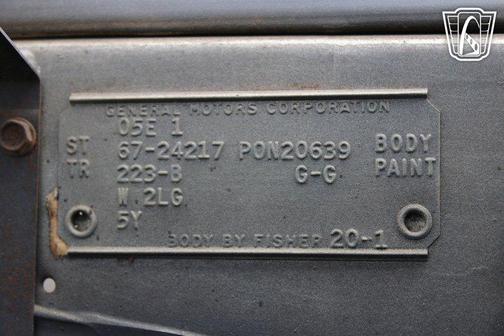 GENERAL MOTORS CORPORATION
05E 1
ST 67-24217 PON20639 BODY
TR 223-B G-G PAINT
W 2LG
5Y
BODY BY FISHER 20-1